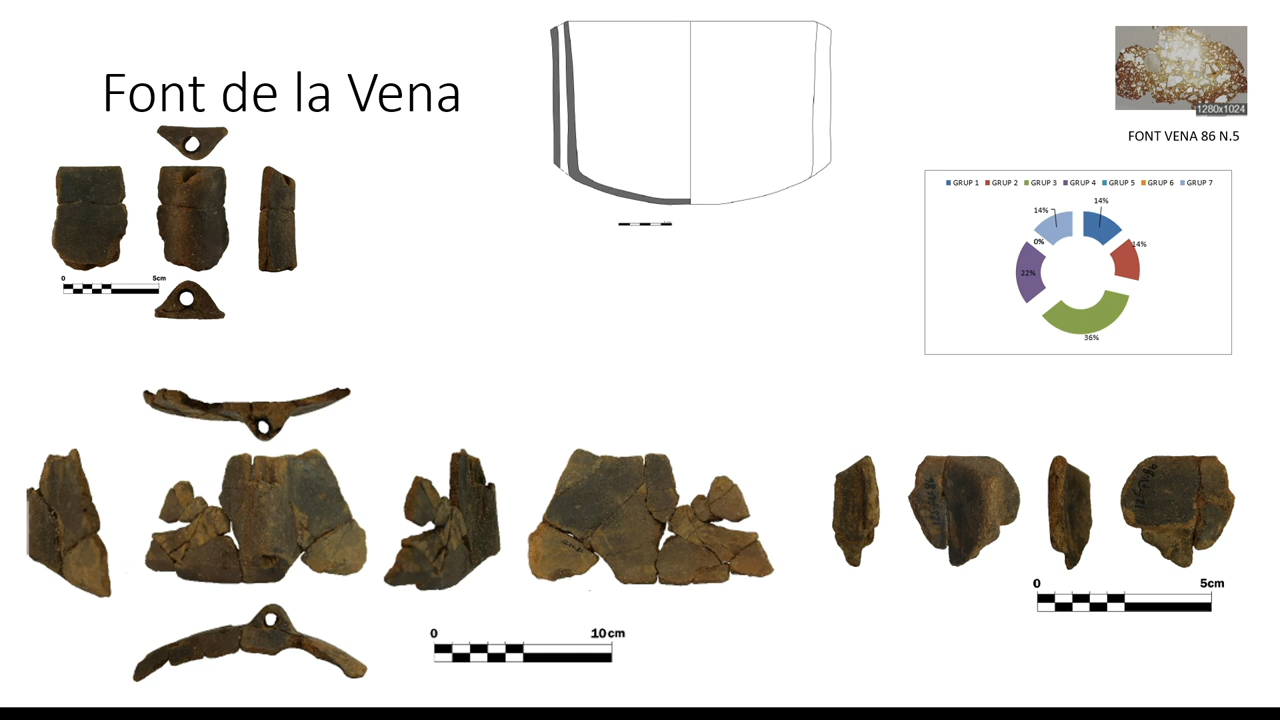 Font de la Vena
1280x1024
FONT VENA 86 N.5
GRUP 1 GRUP 2 GRUP 3 GRUP 4 GRUP 5 GRUP 6 GRUP 7
14%
14%
0%
14%
22%
36%
0 5cm
0 10cm
0 5cm